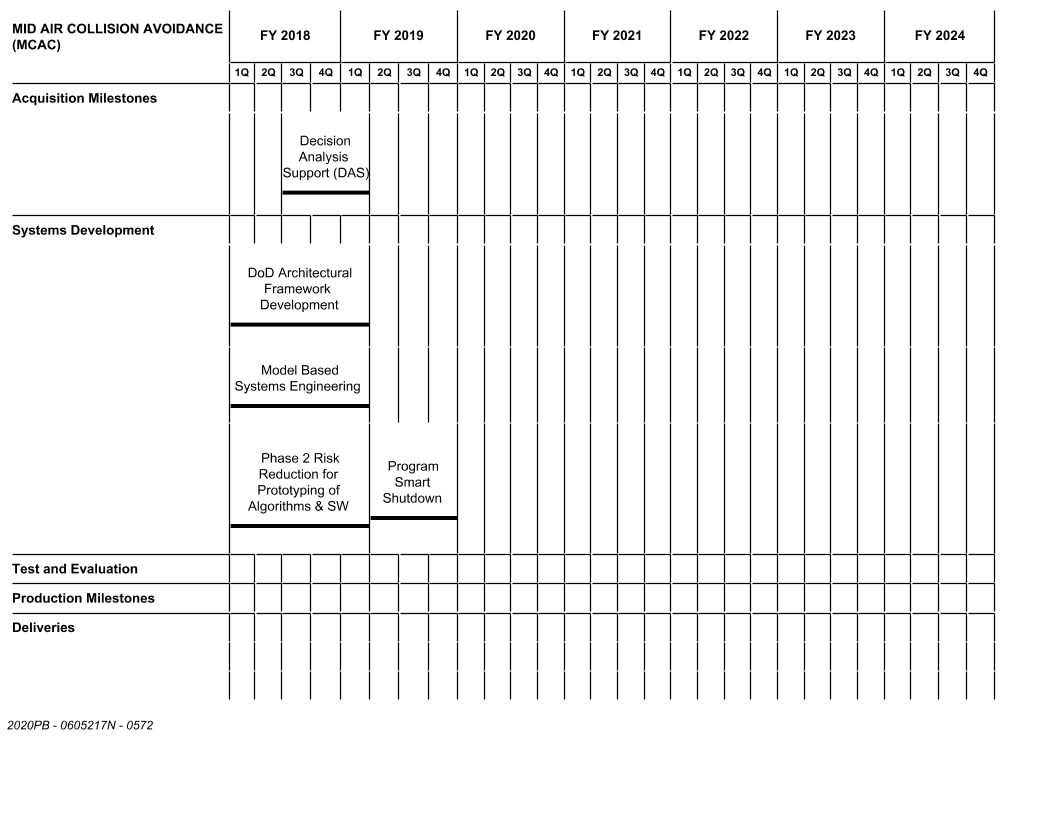 MID AIR COLLISION AVOIDANCE
(MCAC)
FY 2018 FY 2019 FY 2020 FY 2021 FY 2022 FY 2023 FY 2024
1Q 2Q 3Q 4Q 1Q 2Q 3Q 4Q 1Q 2Q 3Q 4Q 1Q 2Q 3Q 4Q 1Q 2Q 3Q 4Q 1Q 2Q 3Q 4Q 1Q 2Q 3Q 4Q
Acquisition Milestones
Decision
Analysis
Support (DAS)
Systems Development
DoD Architectural
Framework
Development
Model Based
Systems Engineering
Phase 2 Risk
Reduction for
Prototyping of
Algorithms & SW
Program
Smart
Shutdown
Test and Evaluation
Production Milestones
Deliveries
2020PB - 0605217N - 0572